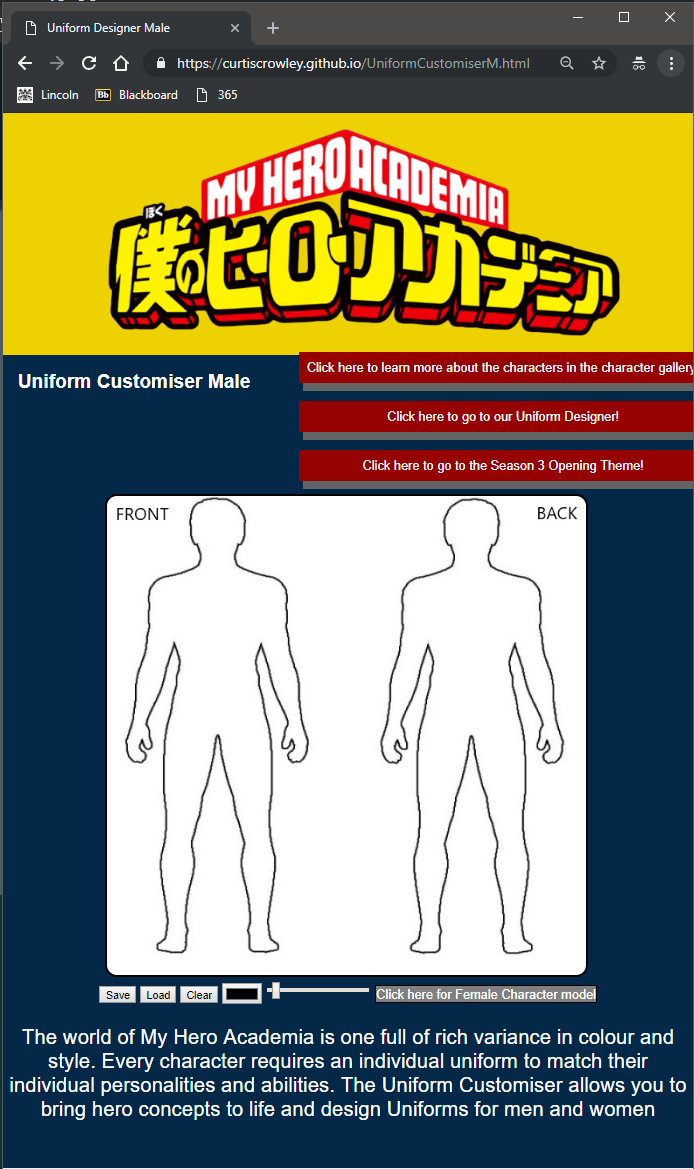 Uniform Designer Male
https://curtiscrowley.github.io/UniformCustomiserM.html
Lincoln
Bb Blackboard
365
MY HERO ACADEMIA
ぼく
僕のヒーローアカデミア
Uniform Customiser Male
Click here to learn more about the characters in the character gallery
Click here to go to our Uniform Designer!
Click here to go to the Season 3 Opening Theme!
FRONT
BACK
Save
Load
Clear
Click here for Female Character model
The world of My Hero Academia is one full of rich variance in colour and
style. Every character requires an individual uniform to match their
individual personalities and abilities. The Uniform Customiser allows you to
bring hero concepts to life and design Uniforms for men and women